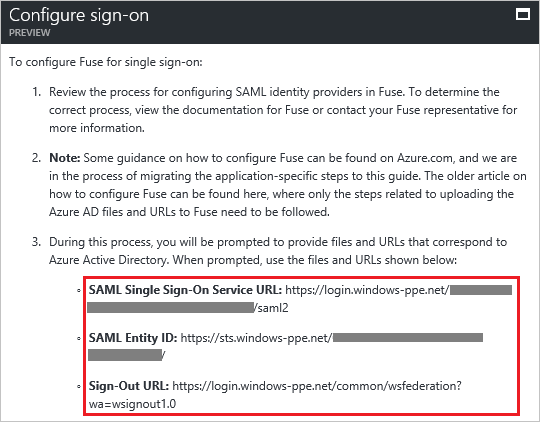 Configure sign-on
PREVIEW
To configure Fuse for single sign-on:
1. Review the process for configuring SAML identity providers in Fuse. To determine the
correct process, view the documentation for Fuse or contact your Fuse representative for
more information.
2. Note: Some guidance on how to configure Fuse can be found on Azure.com, and we are
in the process of migrating the application-specific steps to this guide. The older article on
how to configure Fuse can be found here, where only the steps related to uploading the
Azure AD files and URLs to Fuse need to be followed.
3. During this process, you will be prompted to provide files and URLs that correspond to
Azure Active Directory. When prompted, use the files and URLs shown below:
◦ SAML Single Sign-On Service URL: https://login.windows-ppe.net/
/saml2
◦ SAML Entity ID: https://sts.windows-ppe.net/
/
◦ Sign-Out URL: https://login.windows-ppe.net/common/wsfederation?
wa=wsignout1.0